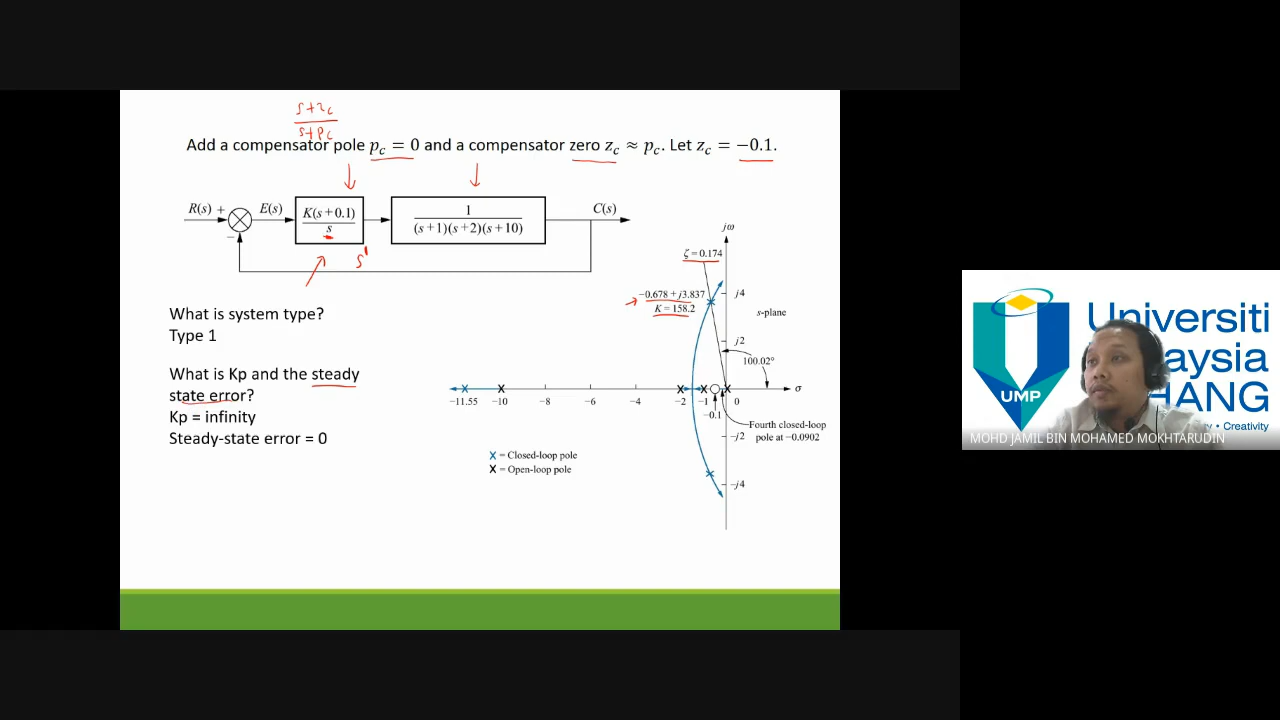 s+zc
s+pc
Add a compensator pole pc = 0 and a compensator zero zc ≈ pc. Let zc = −0.1.
R(s) + E(s) K(s+0.1) 1 C(s)
s (s+1)(s+2)(s+10)
−
s¹
What is system type?
Type 1
What is Kp and the steady
state error?
Kp = infinity
Steady-state error = 0
jω
ζ = 0.174
−0.678 + j3.837
K = 158.2
j4
s-plane
j2
100.02°
σ
−11.55 −10 −8 −6 −4 −2 −1 0
−0.1
Fourth closed-loop
pole at −0.0902
−j2
−j4
X = Closed-loop pole
X = Open-loop pole
Universiti
UMP
• Creativity
MOHD JAMIL BIN MOHAMED MOKHTARUDIN